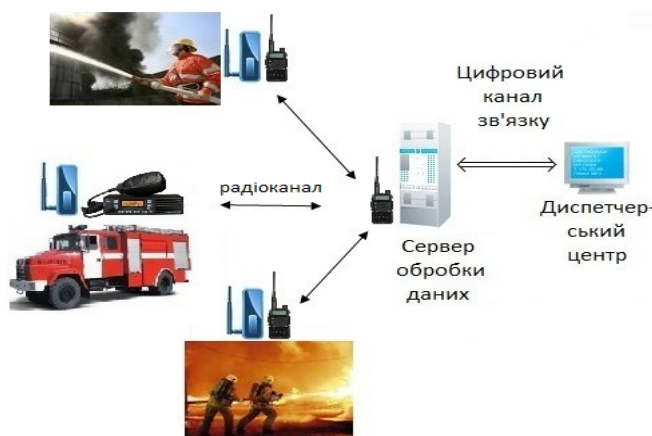 Цифровий
канал
зв'язку
радіоканал
Сервер
обробки
даних
Диспетчер-
ський
центр